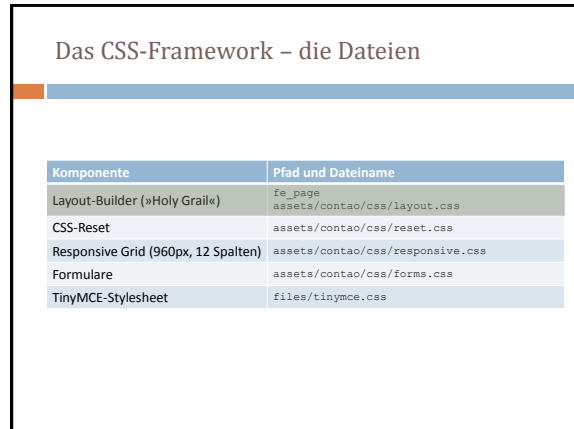 Das CSS-Framework – die Dateien
Komponente Pfad und Dateiname
Layout-Builder (»Holy Grail«) fe_page
assets/contao/css/layout.css
CSS-Reset assets/contao/css/reset.css
Responsive Grid (960px, 12 Spalten) assets/contao/css/responsive.css
Formulare assets/contao/css/forms.css
TinyMCE-Stylesheet files/tinymce.css